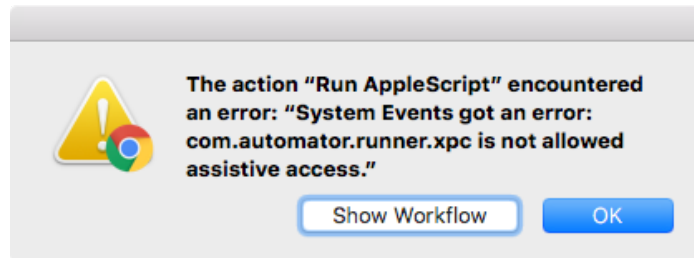 The action “Run AppleScript” encountered
an error: “System Events got an error:
com.automator.runner.xpc is not allowed
assistive access.”
Show Workflow
OK